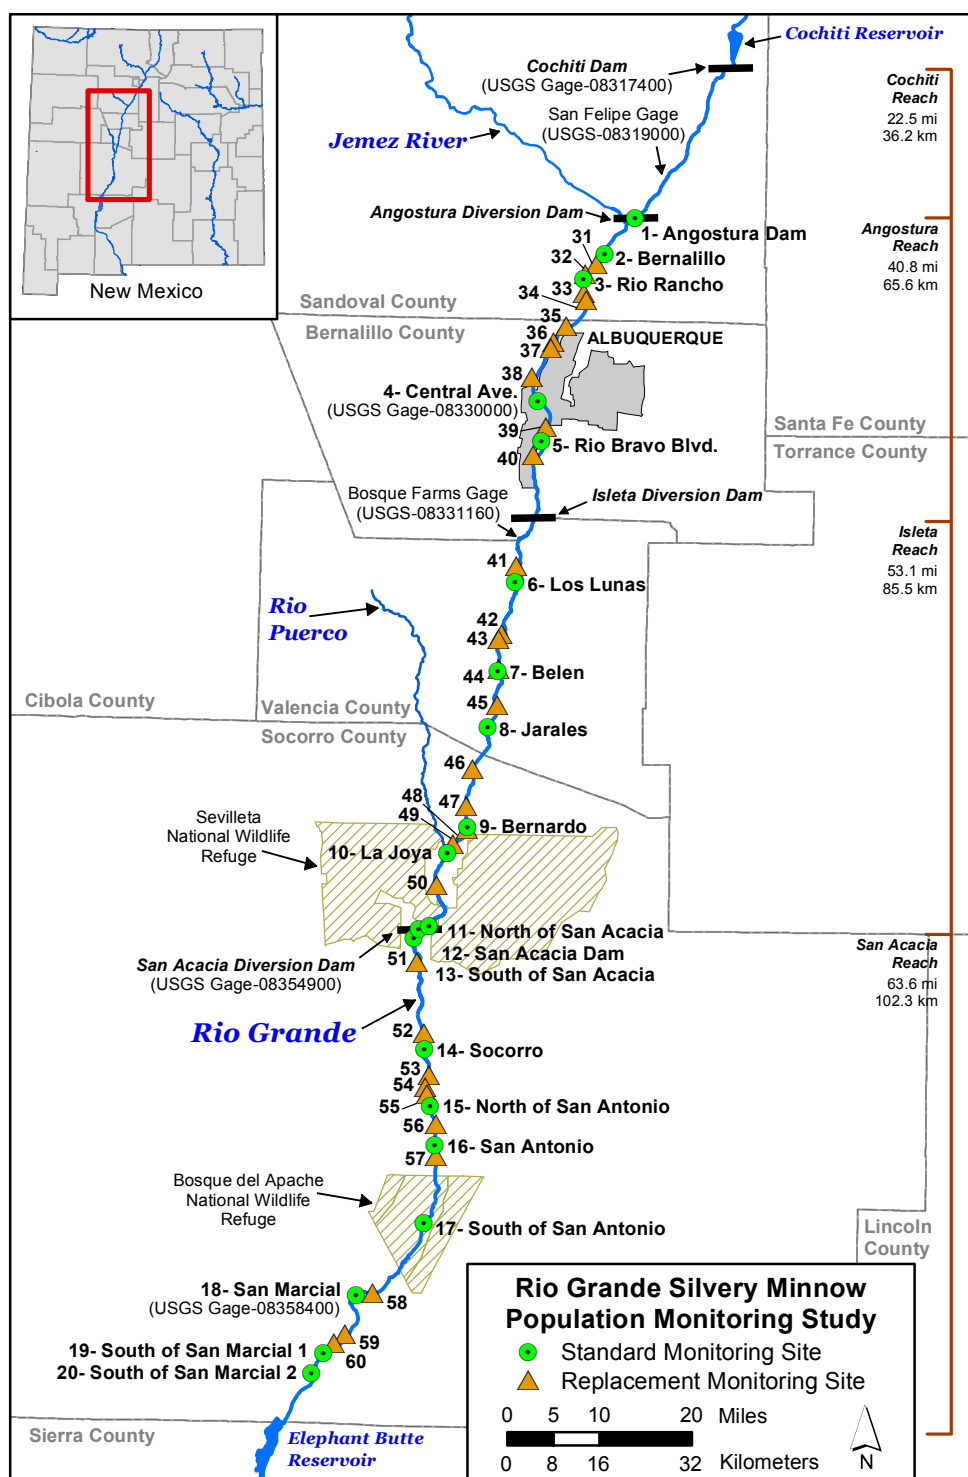 New Mexico
Cochiti Reservoir
Cochiti Dam
(USGS Gage-08317400)
San Felipe Gage
(USGS-08319000)
Jemez River
Cochiti
Reach
22.5 mi
36.2 km
Angostura Diversion Dam
1- Angostura Dam
Angostura
Reach
40.8 mi
65.6 km
31
2- Bernalillo
32
3- Rio Rancho
33
34
Sandoval County
Bernalillo County
35
36
ALBUQUERQUE
37
38
4- Central Ave.
(USGS Gage-08330000)
39
5- Rio Bravo Blvd.
40
Santa Fe County
Torrance County
Bosque Farms Gage
(USGS-08331160)
Isleta Diversion Dam
Isleta
Reach
53.1 mi
85.5 km
41
6- Los Lunas
Rio
Puerco
42
43
44
7- Belen
45
Cibola County
Valencia County
Socorro County
8- Jarales
46
47
48
49
9- Bernardo
Sevilleta
National Wildlife
Refuge
10- La Joya
50
11- North of San Acacia
12- San Acacia Dam
13- South of San Acacia
San Acacia Diversion Dam
(USGS Gage-08354900)
51
San Acacia
Reach
63.6 mi
102.3 km
Rio Grande
52
14- Socorro
53
54
55
15- North of San Antonio
56
16- San Antonio
57
Bosque del Apache
National Wildlife
Refuge
17- South of San Antonio
Lincoln
County
18- San Marcial
(USGS Gage-08358400)
58
59
60
19- South of San Marcial 1
20- South of San Marcial 2
Sierra County
Elephant Butte
Reservoir
Rio Grande Silvery Minnow
Population Monitoring Study
Standard Monitoring Site
Replacement Monitoring Site
0 5 10 20 Miles
0 8 16 32 Kilometers
N